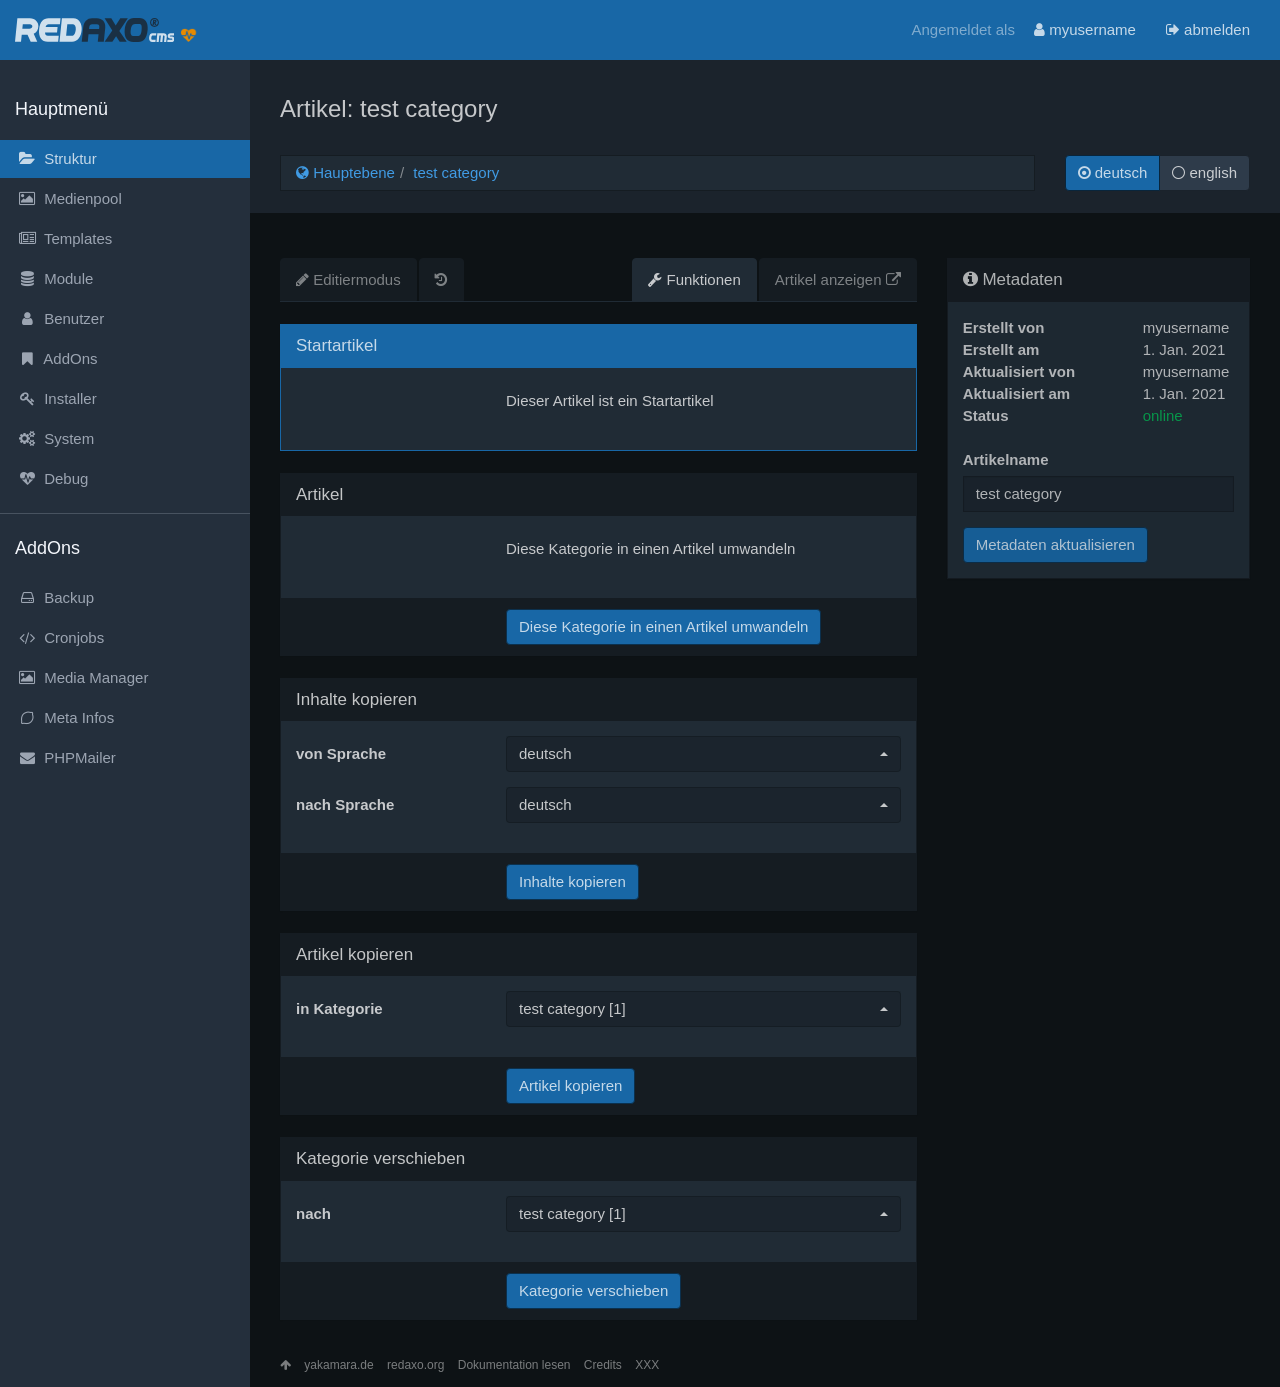 REDAXO® cms
Angemeldet als myusername abmelden
Hauptmenü
Struktur
Medienpool
Templates
Module
Benutzer
AddOns
Installer
System
Debug
AddOns
Backup
Cronjobs
Media Manager
Meta Infos
PHPMailer
Artikel: test category
Hauptebene / test category
deutsch english
Editiermodus Funktionen Artikel anzeigen
Startartikel
Dieser Artikel ist ein Startartikel
Artikel
Diese Kategorie in einen Artikel umwandeln
Diese Kategorie in einen Artikel umwandeln
Inhalte kopieren
von Sprache deutsch
nach Sprache deutsch
Inhalte kopieren
Artikel kopieren
in Kategorie test category [1]
Artikel kopieren
Kategorie verschieben
nach test category [1]
Kategorie verschieben
Metadaten
Erstellt von myusername
Erstellt am 1. Jan. 2021
Aktualisiert von myusername
Aktualisiert am 1. Jan. 2021
Status online
Artikelname
test category
Metadaten aktualisieren
yakamara.de redaxo.org Dokumentation lesen Credits XXX